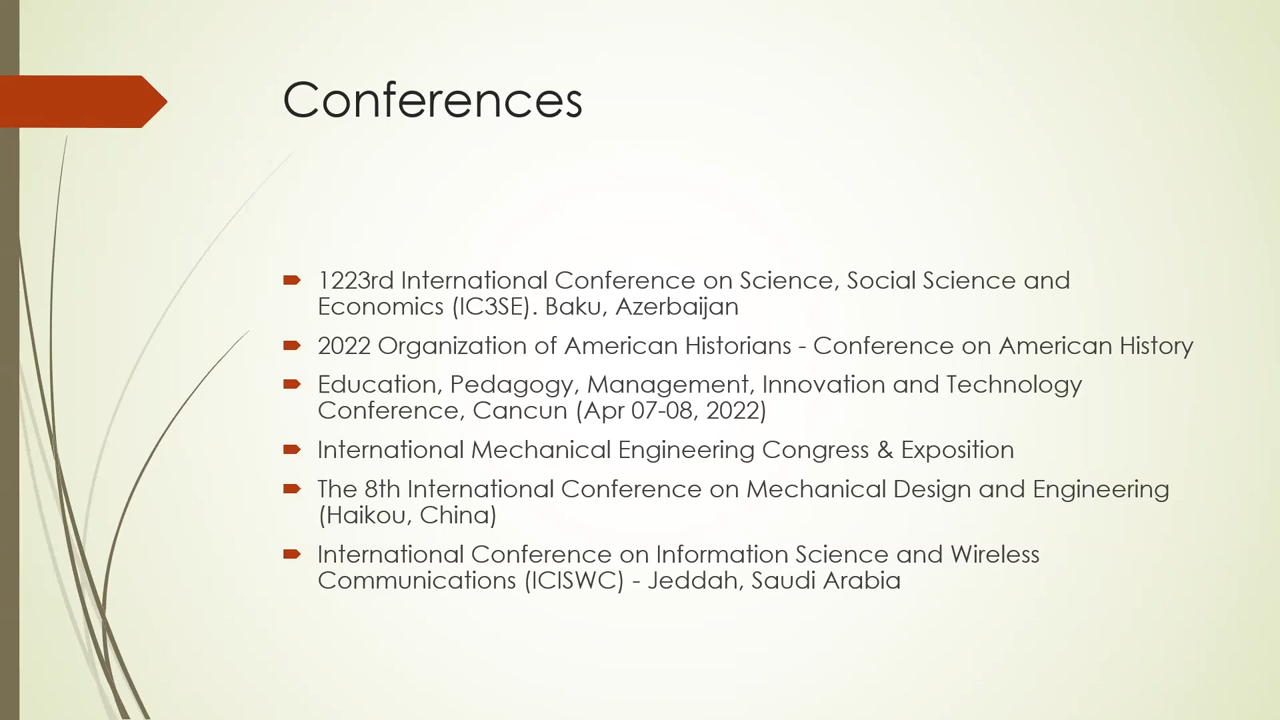 Conferences
1223rd International Conference on Science, Social Science and
Economics (IC3SE). Baku, Azerbaijan
2022 Organization of American Historians - Conference on American History
Education, Pedagogy, Management, Innovation and Technology
Conference, Cancun (Apr 07-08, 2022)
International Mechanical Engineering Congress & Exposition
The 8th International Conference on Mechanical Design and Engineering
(Haikou, China)
International Conference on Information Science and Wireless
Communications (ICISWC) - Jeddah, Saudi Arabia